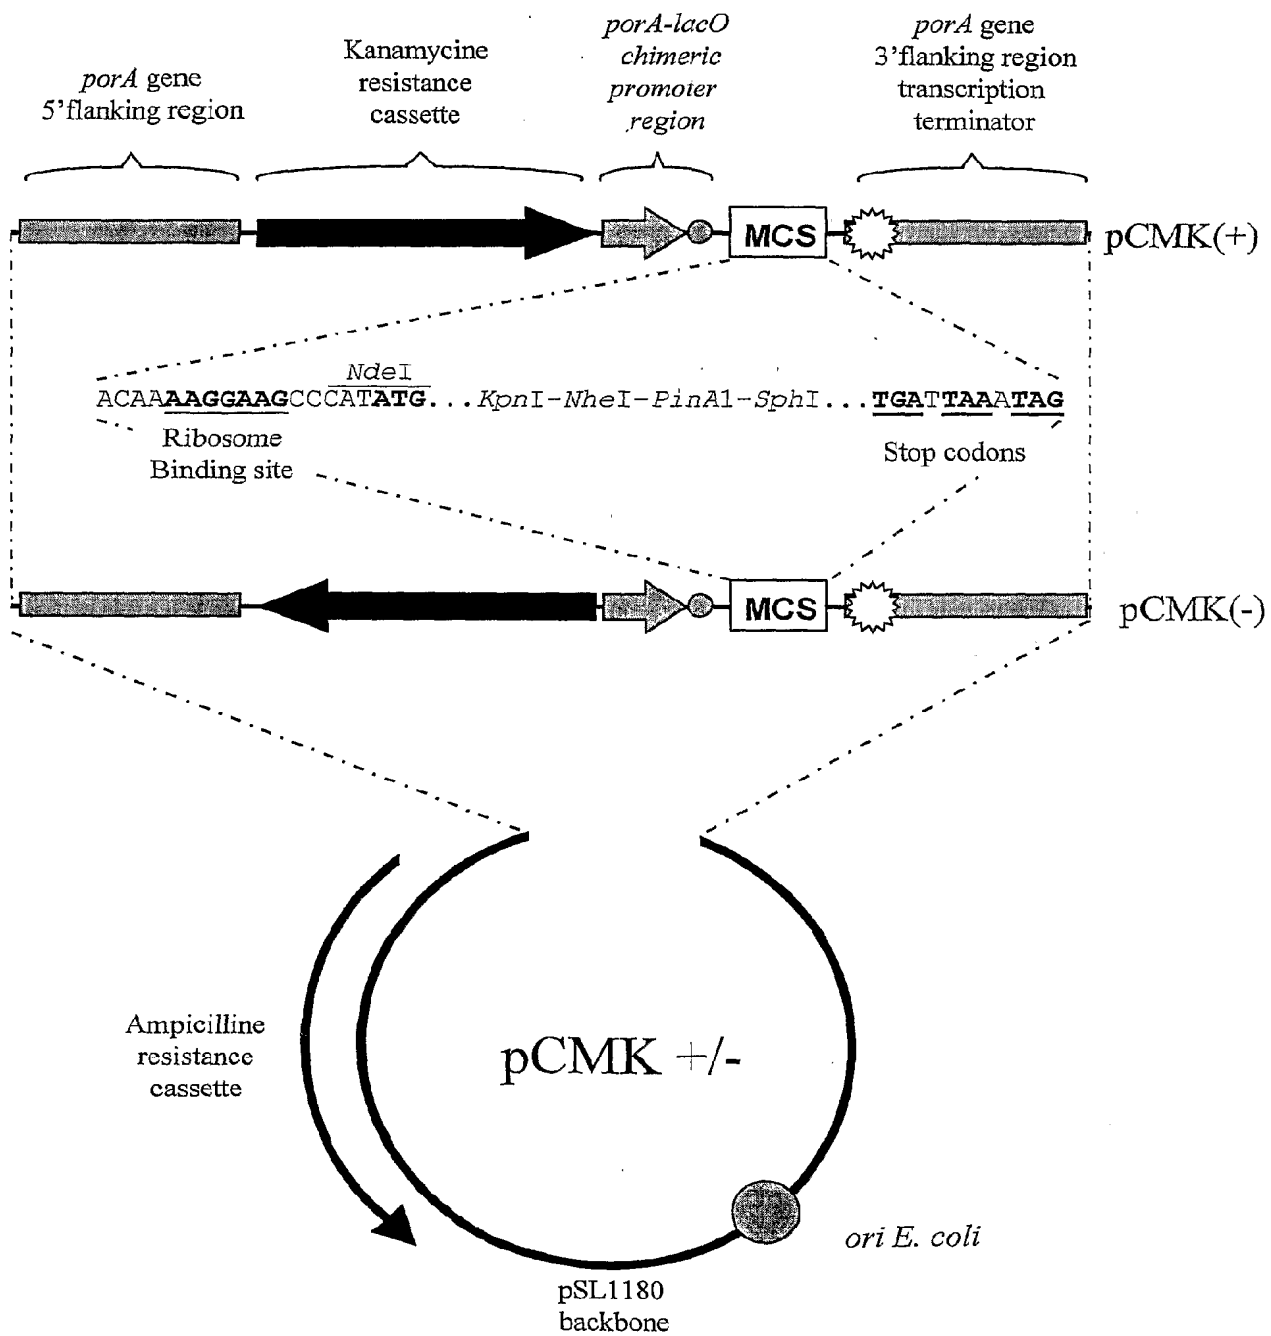 porA gene
5'flanking region
Kanamycine
resistance
cassette
porA-lacO
chimeric
promoter
region
porA gene
3'flanking region
transcription
terminator
MCS
pCMK(+)
NdeI
ACAAAAGGAAGCCCCATATG...KpnI-NheI-PinA1-SphI...TGATTAAATAG
Ribosome
Binding site
Stop codons
MCS
pCMK(-)
Ampicilline
resistance
cassette
pCMK +/-
ori E. coli
pSL1180
backbone